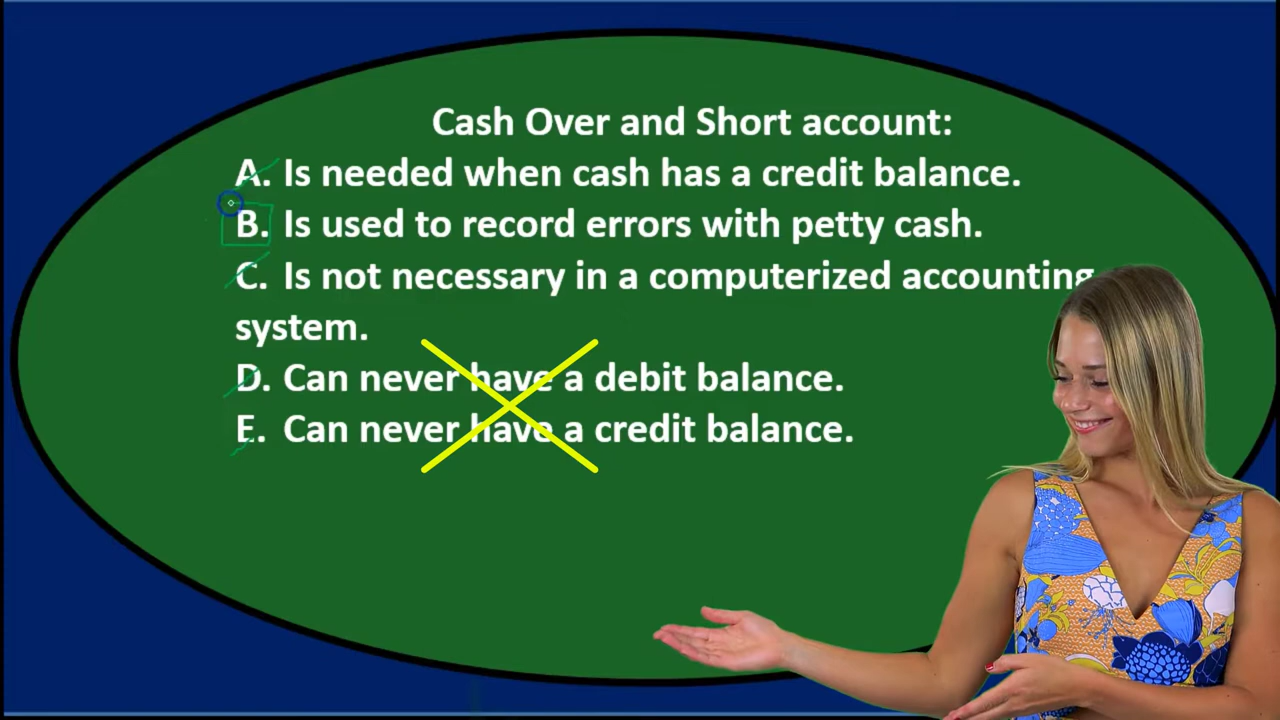 Cash Over and Short account:
A. Is needed when cash has a credit balance.
B. Is used to record errors with petty cash.
C. Is not necessary in a computerized accounting
system.
D. Can never have a debit balance.
E. Can never have a credit balance.